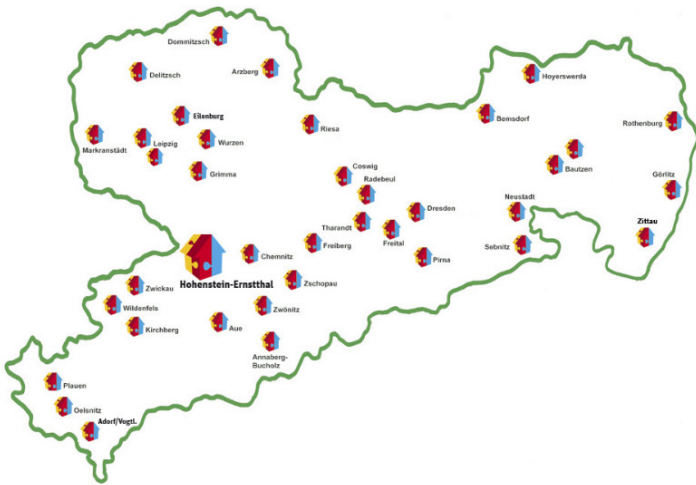 Dommitzsch
Delitzsch
Arzberg
Hoyerswerda
Eilenburg
Bernsdorf
Rothenburg
Riesa
Markranstädt
Leipzig
Wurzen
Grimma
Coswig
Radebeul
Bautzen
Görlitz
Dresden
Neustadt
Tharandt
Freital
Zittau
Freiberg
Sebnitz
Chemnitz
Pirna
Hohenstein-Ernstthal
Zschopau
Zwickau
Wildenfels
Zwönitz
Kirchberg
Aue
Annaberg-
Bucholz
Plauen
Oelsnitz
Adorf/Vogtl.